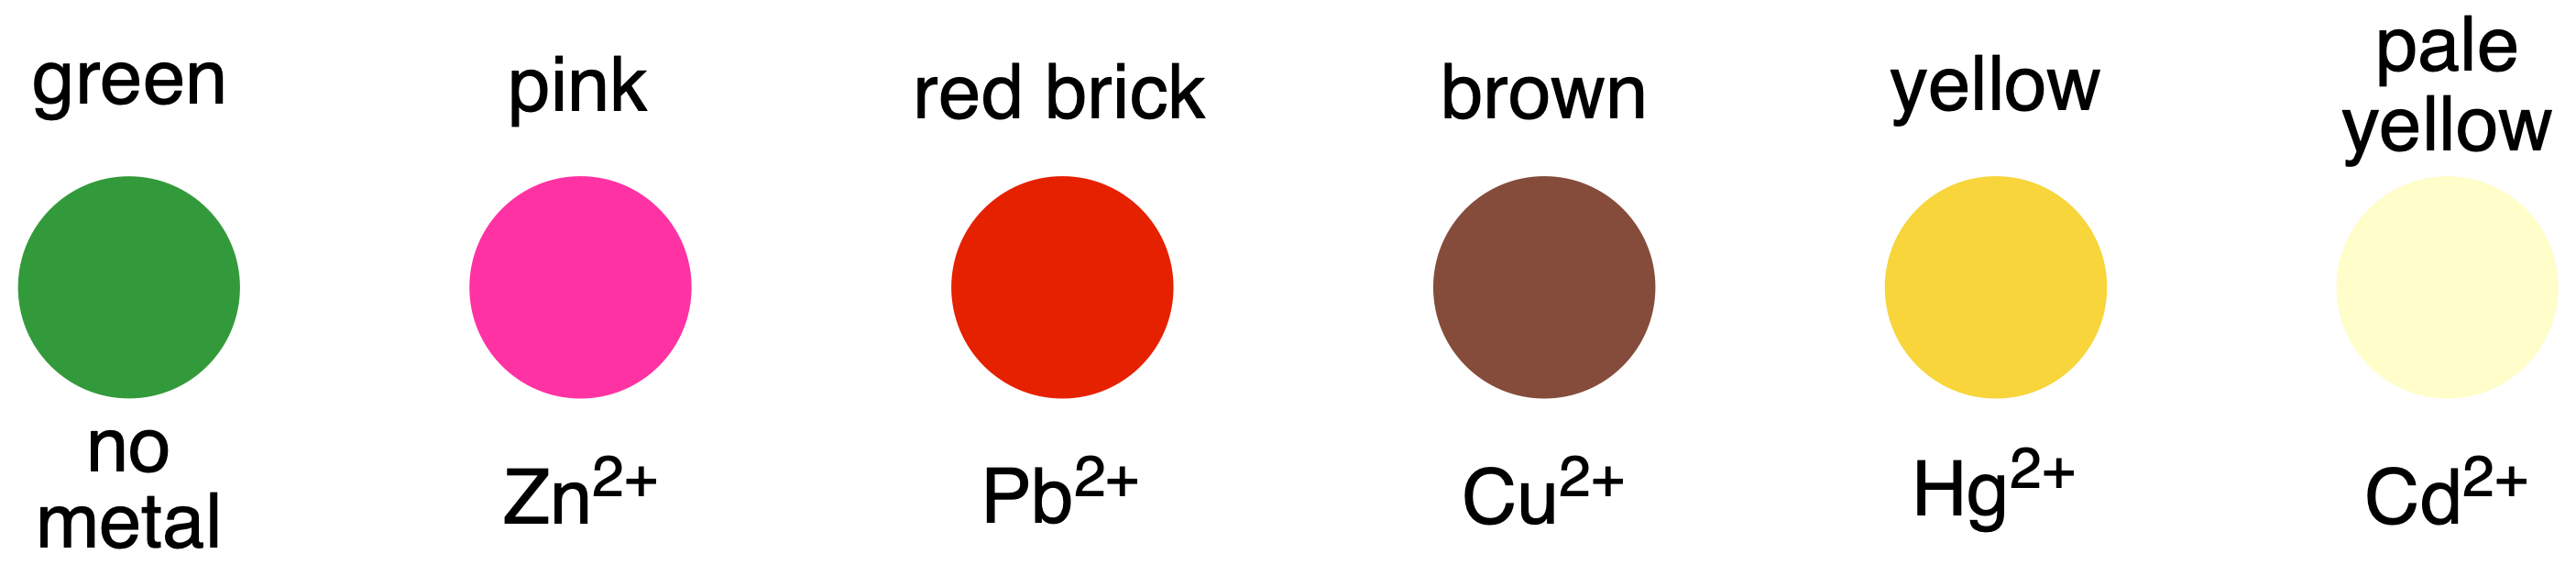 green
pink
red brick
brown
yellow
pale
yellow
no
metal
Zn²⁺
Pb²⁺
Cu²⁺
Hg²⁺
Cd²⁺